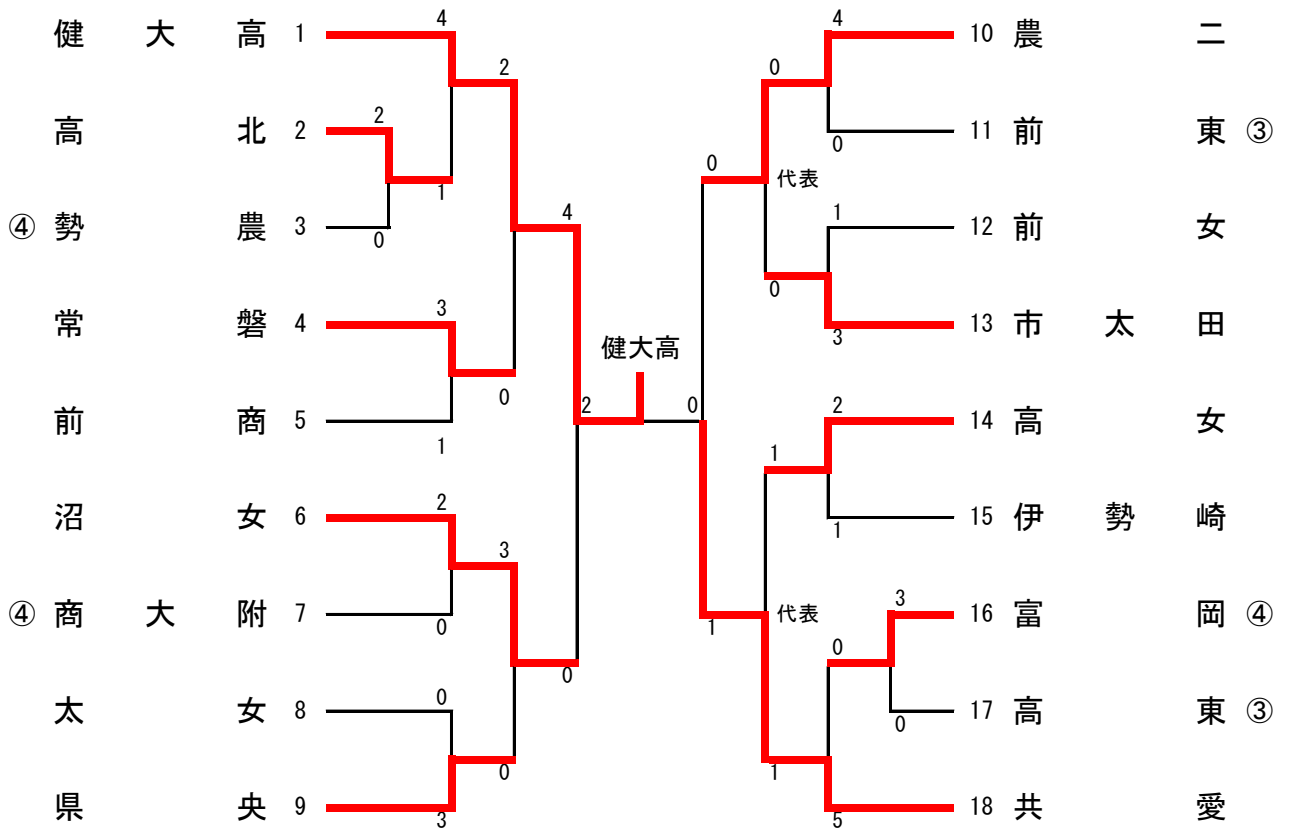 4 4
健大高 1 10 農二
2 0
2 0
高北 2 11 前東 ③
1 0 代表
4 1
④ 勢農 3 12 前女
0
3 0
常磐 4 13 市太田
3
健大高
0 2 0 2
前商 5 14 高女
1 1
2
沼女 6 15 伊勢崎
3 1
3
④ 商大附 7 代表 16 富岡 ④
0 1
0 0
0
太女 8 17 高東 ③
0
0 1
県央 9 18 共愛
3 5